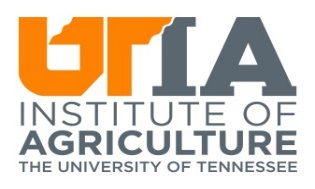 UTIA
INSTITUTE OF
AGRICULTURE
THE UNIVERSITY OF TENNESSEE